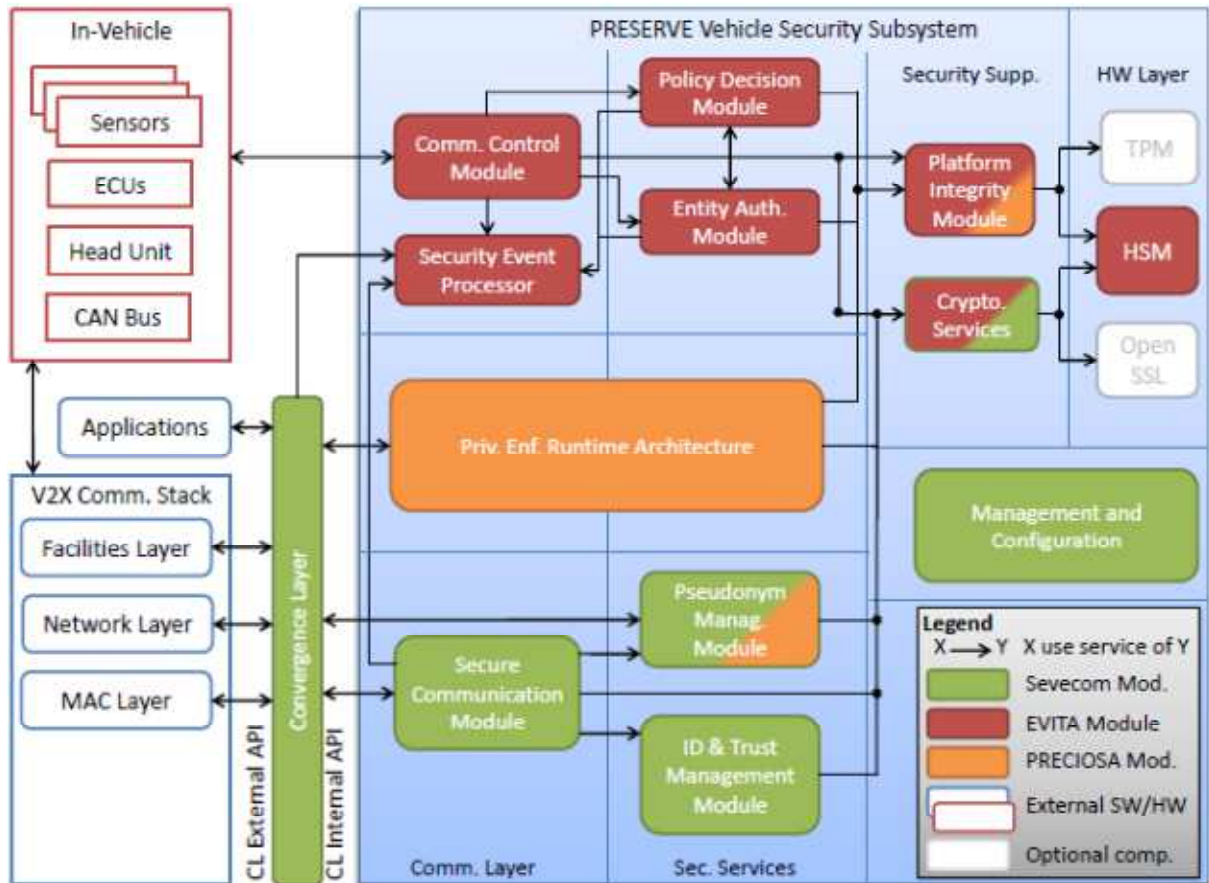 In-Vehicle
Sensors
ECUs
Head Unit
CAN Bus
Applications
V2X Comm. Stack
Facilities Layer
Network Layer
MAC Layer
CL External API
Convergence Layer
CL Internal API
PRESERVE Vehicle Security Subsystem
Comm. Control
Module
Security Event
Processor
Policy Decision
Module
Entity Auth.
Module
Priv. Enf. Runtime Architecture
Secure
Communication
Module
Pseudonym
Manag.
Module
ID & Trust
Management
Module
Comm. Layer
Sec. Services
Security Supp.
Platform
Integrity
Module
Crypto.
Services
HW Layer
TPM
HSM
Open
SSL
Management and
Configuration
Legend
X Y X use service of Y
Sevecom Mod.
EVITA Module
PRECIOSA Mod.
External SW/HW
Optional comp.